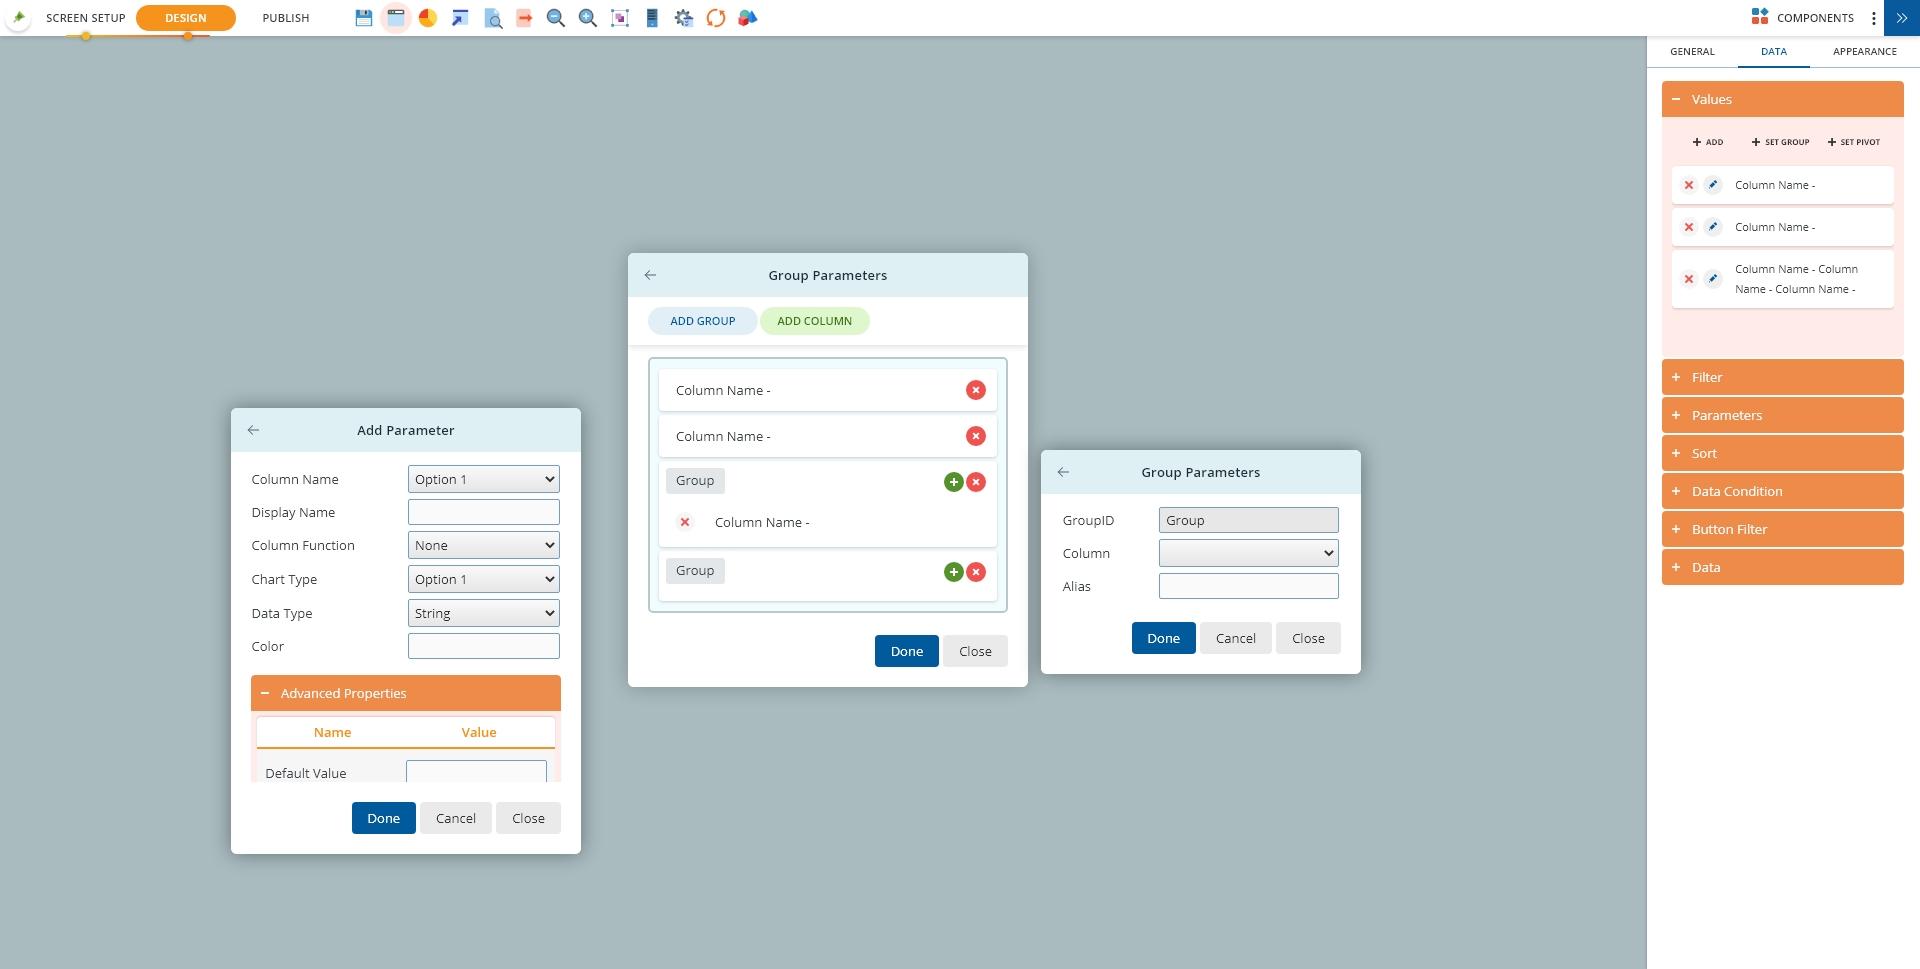 SCREEN SETUP
DESIGN
PUBLISH
COMPONENTS
GENERAL
DATA
APPEARANCE
Values
ADD
SET GROUP
SET PIVOT
Column Name -
Column Name -
Column Name - Column
Name - Column Name -
Filter
Parameters
Sort
Data Condition
Button Filter
Data
Group Parameters
ADD GROUP
ADD COLUMN
Column Name -
Column Name -
Group
Column Name -
Group
Done
Close
Add Parameter
Column Name
Option 1
Display Name
Column Function
None
Chart Type
Option 1
Data Type
String
Color
Advanced Properties
Name
Value
Default Value
Done
Cancel
Close
Group Parameters
GroupID
Group
Column
Alias
Done
Cancel
Close